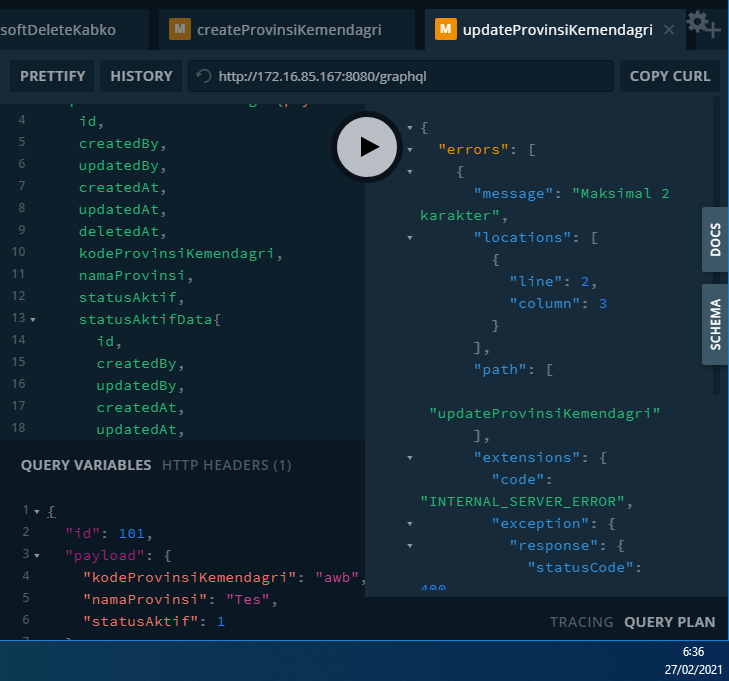 softDeleteKabko
M createProvinsiKemendagri
M updateProvinsiKemendagri
PRETTIFY
HISTORY
http://172.16.85.167:8080/graphql
COPY CURL
4 id,
5 createdBy,
6 updatedBy,
7 createdAt,
8 updatedAt,
9 deletedAt,
10 kodeProvinsiKemendagri,
11 namaProvinsi,
12 statusAktif,
13 statusAktifData{
14 id,
15 createdBy,
16 updatedBy,
17 createdAt,
18 updatedAt,
QUERY VARIABLES HTTP HEADERS (1)
1 {
2 "id": 101,
3 "payload": {
4 "kodeProvinsiKemendagri": "awb",
5 "namaProvinsi": "Tes",
6 "statusAktif": 1
7
{
"errors": [
{
"message": "Maksimal 2
karakter",
"locations": [
{
"line": 2,
"column": 3
}
],
"path": [
"updateProvinsiKemendagri"
],
"extensions": {
"code":
"INTERNAL_SERVER_ERROR",
"exception": {
"response": {
"statusCode":
400
DOCS
SCHEMA
TRACING QUERY PLAN
6:36
27/02/2021